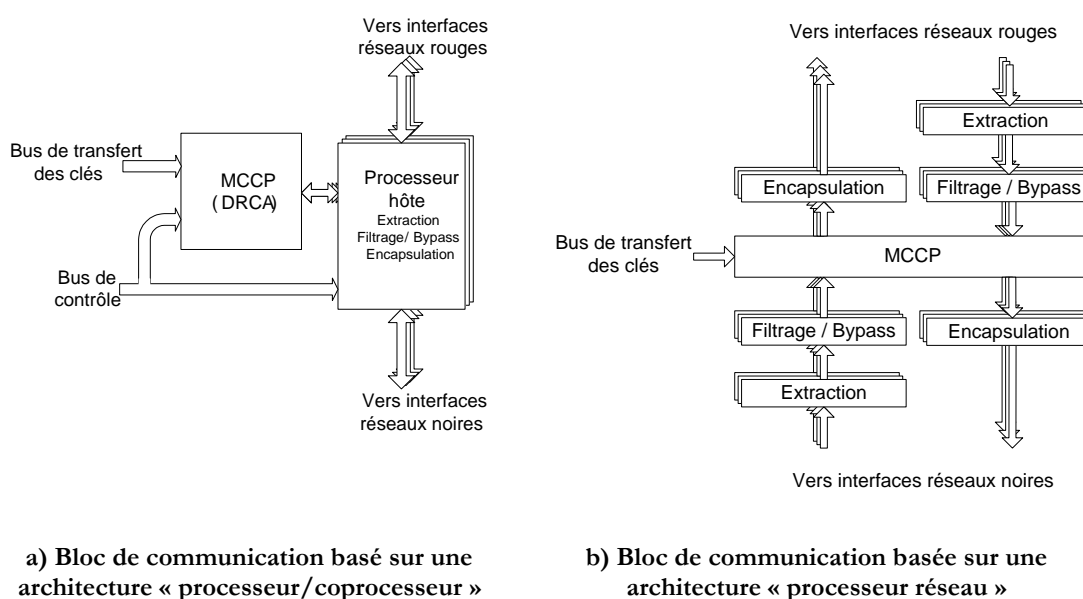 Vers interfaces
réseaux rouges
Bus de transfert
des clés
MCCP
(DRCA)
Processeur
hôte
Extraction
Filtrage/ Bypass
Encapsulation
Bus de
contrôle
Vers interfaces
réseaux noires
Vers interfaces réseaux rouges
Extraction
Encapsulation
Filtrage / Bypass
Bus de transfert
des clés
MCCP
Filtrage / Bypass
Encapsulation
Extraction
Vers interfaces réseaux noires
a) Bloc de communication basé sur une
architecture « processeur/coprocesseur »
b) Bloc de communication basée sur une
architecture « processeur réseau »